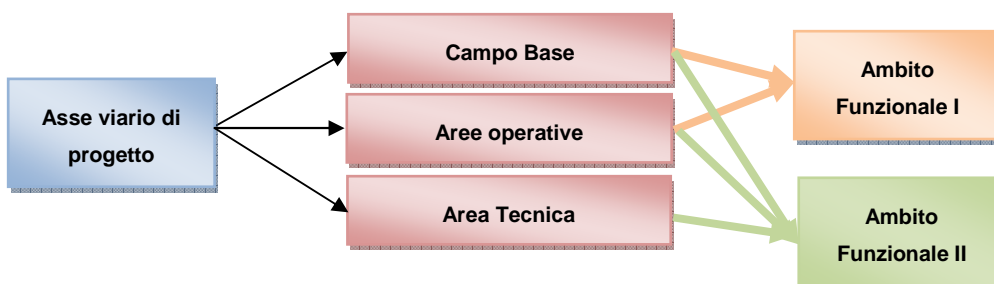 Asse viario di
progetto
Campo Base
Aree operative
Area Tecnica
Ambito
Funzionale I
Ambito
Funzionale II